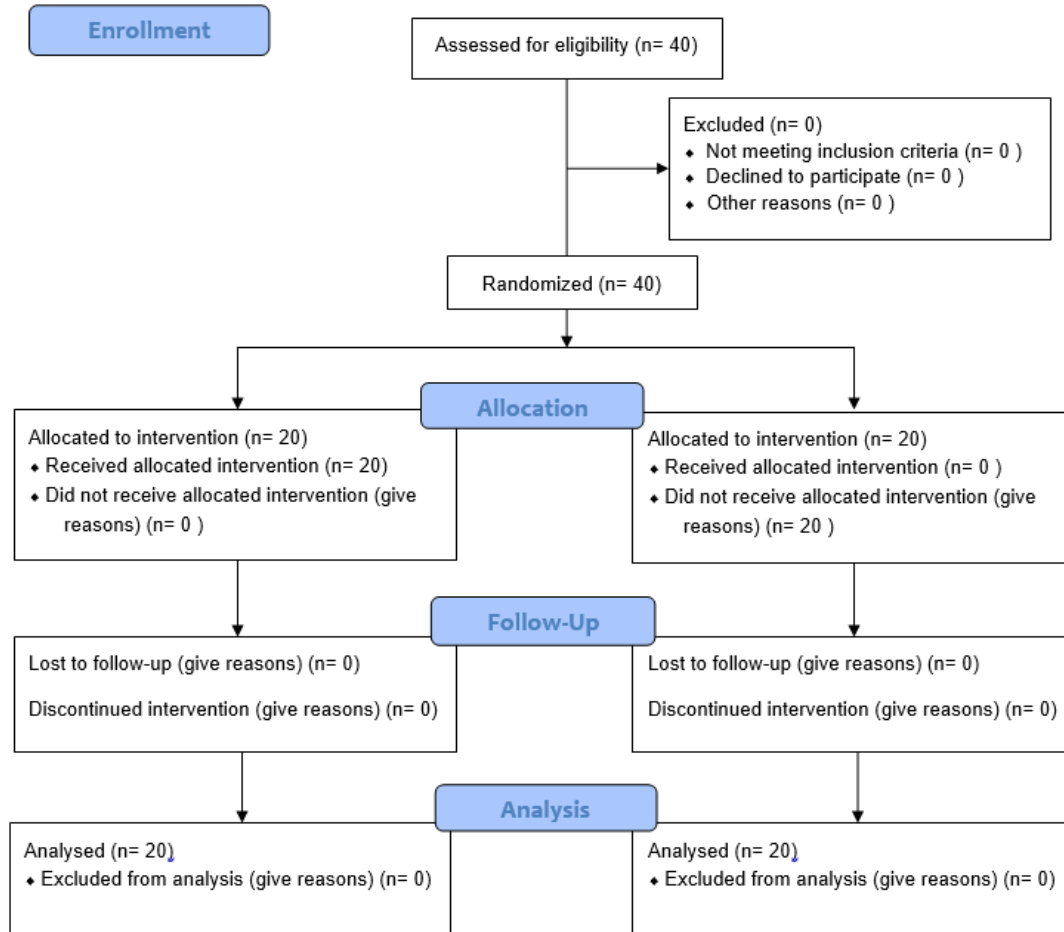 Enrollment
Assessed for eligibility (n= 40)
Excluded (n= 0)
⬥ Not meeting inclusion criteria (n= 0 )
⬥ Declined to participate (n= 0 )
⬥ Other reasons (n= 0 )
Randomized (n= 40)
Allocation
Allocated to intervention (n= 20)
⬥ Received allocated intervention (n= 20)
⬥ Did not receive allocated intervention (give
reasons) (n= 0 )
Allocated to intervention (n= 20)
⬥ Received allocated intervention (n= 0 )
⬥ Did not receive allocated intervention (give
reasons) (n= 20 )
Follow-Up
Lost to follow-up (give reasons) (n= 0)
Discontinued intervention (give reasons) (n= 0)
Lost to follow-up (give reasons) (n= 0)
Discontinued intervention (give reasons) (n= 0)
Analysis
Analysed (n= 20)
⬥ Excluded from analysis (give reasons) (n= 0)
Analysed (n= 20)
⬥ Excluded from analysis (give reasons) (n= 0)